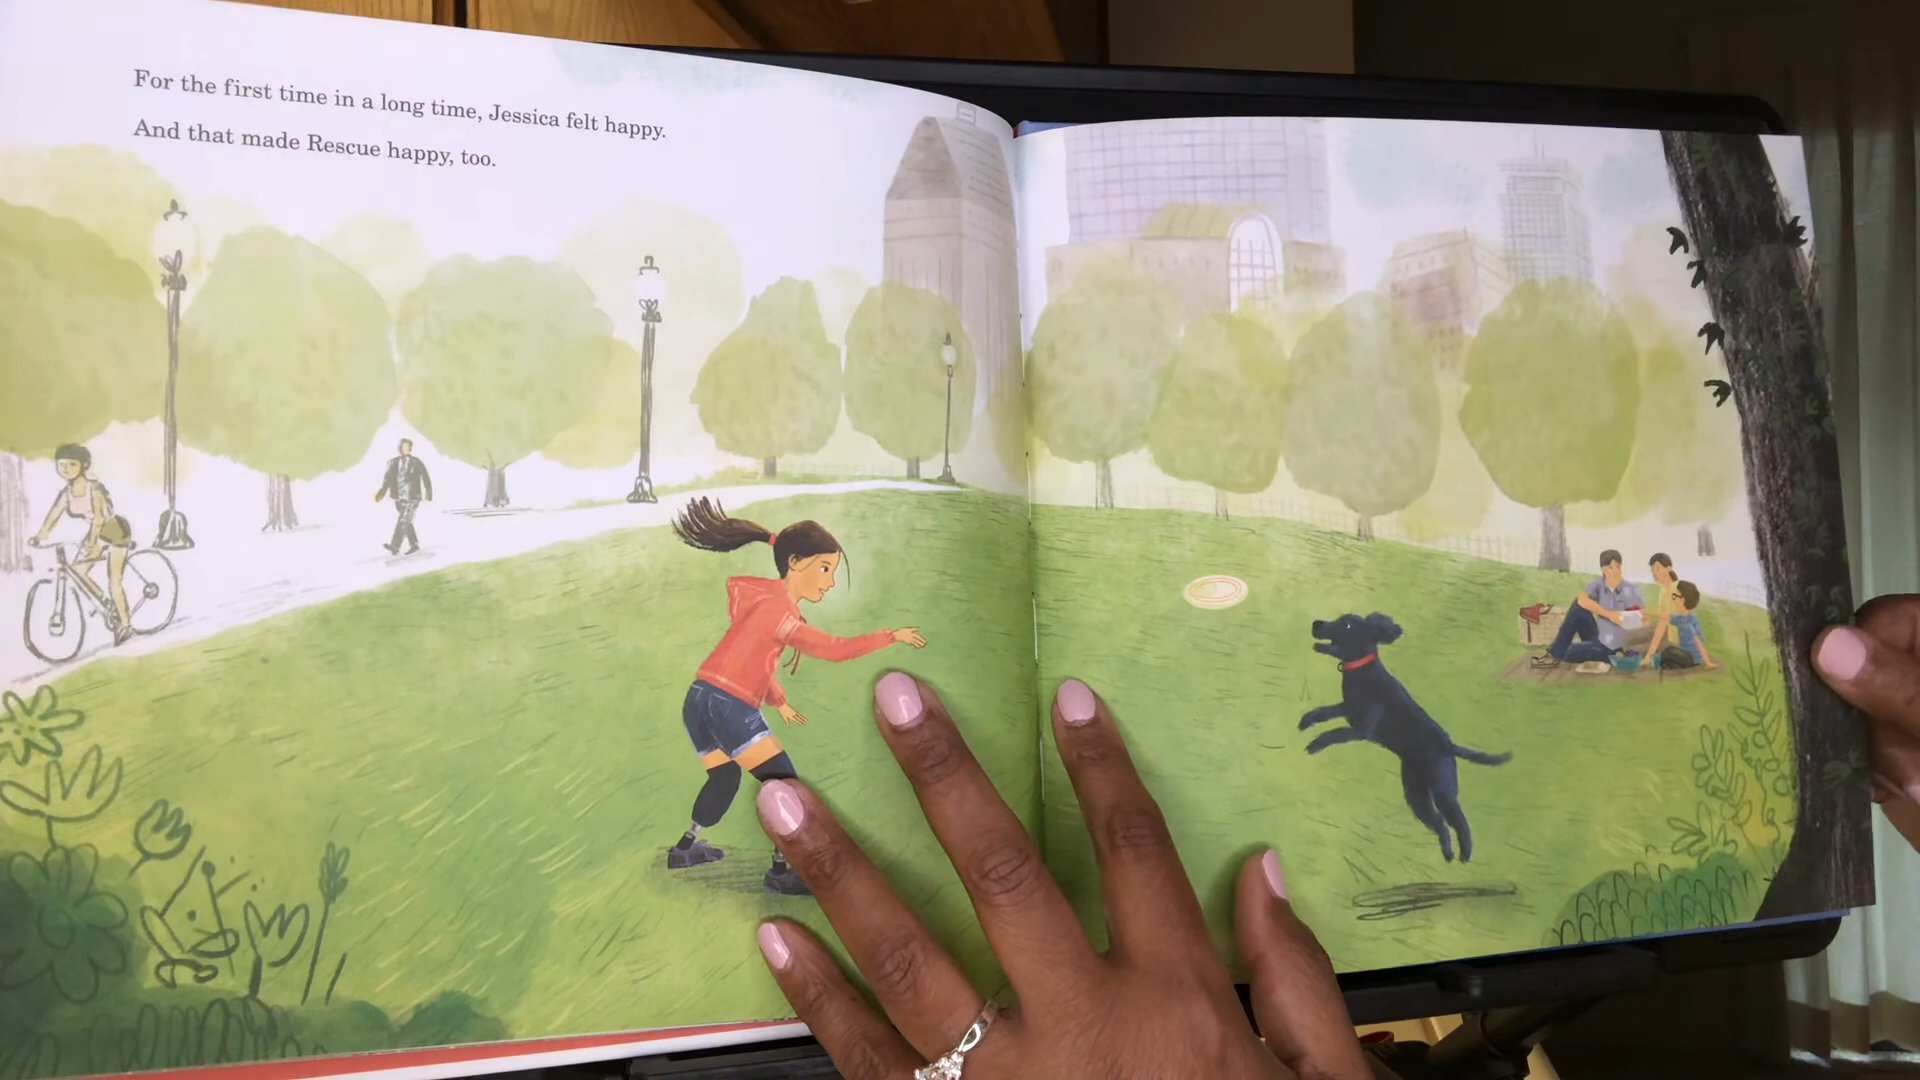 For the first time in a long time, Jessica felt happy.
And that made Rescue happy, too.